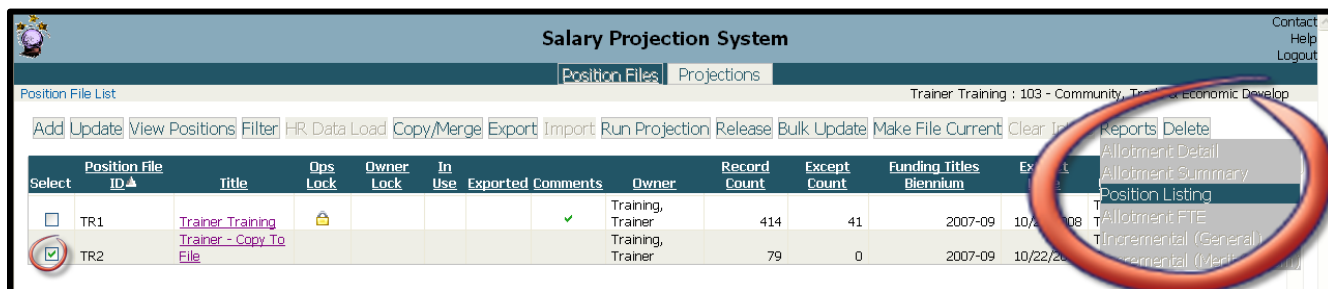 Contact
Salary Projection System
Help
Logout
Position Files Projections
Position File List Trainer Training : 103 - Community, Trade & Economic Develop
Add Update View Positions Filter HR Data Load Copy/Merge Export Import Run Projection Release Bulk Update Make File Current Clear Reports Delete
Allotment Detail
Allotment Summary
Position Listing
Allotment FTE
Incremental (General)
Select Position File ID Title Ops Lock Owner Lock In Use Exported Comments Owner Record Count Except Count Funding Titles Biennium
TR1 Trainer Training Training, Trainer 414 41 2007-09
TR2 Trainer - Copy To File Training, Trainer 79 0 2007-09 10/22/